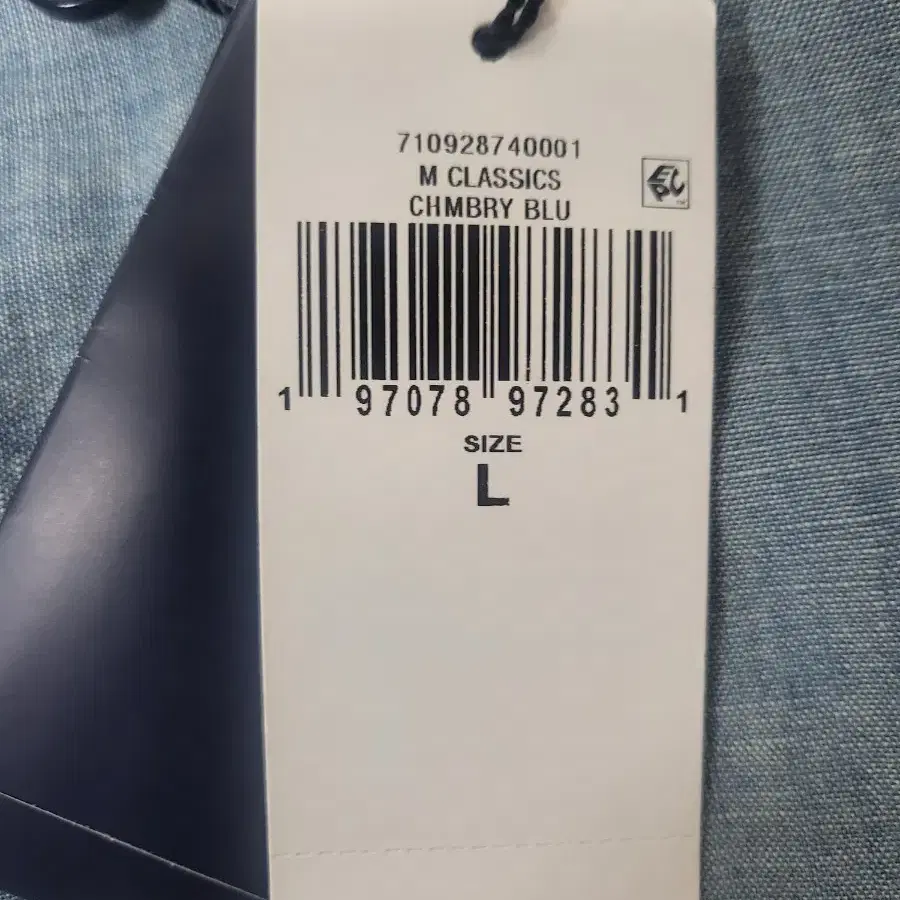 710928740001
M CLASSICS
CHMBRY BLU
1 97078 97283 1
SIZE
L